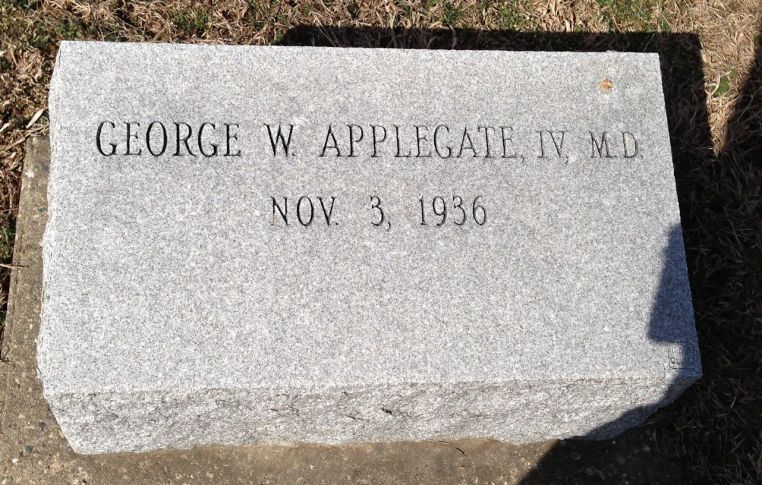 GEORGE W. APPLEGATE, IV, M.D.
NOV. 3, 1936